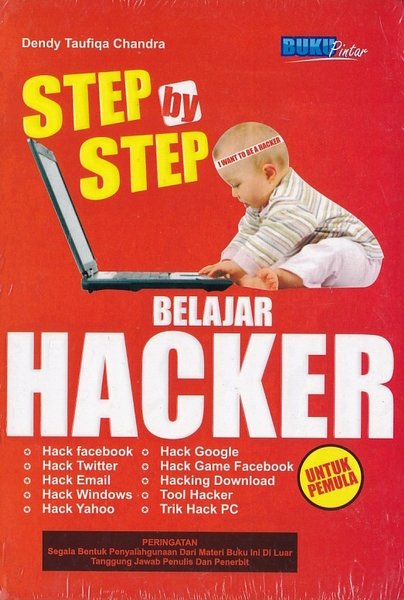 Dendy Taufiqa Chandra
BUKU Pintar
STEP by
STEP
I WANT TO BE A HACKER
BELAJAR
HACKER
Hack facebook
Hack Twitter
Hack Email
Hack Windows
Hack Yahoo
Hack Google
Hack Game Facebook
Hacking Download
Tool Hacker
Trik Hack PC
UNTUK
PEMULA
PERINGATAN
Segala Bentuk Penyalahgunaan Dari Materi Buku Ini Di Luar
Tanggung Jawab Penulis Dan Penerbit